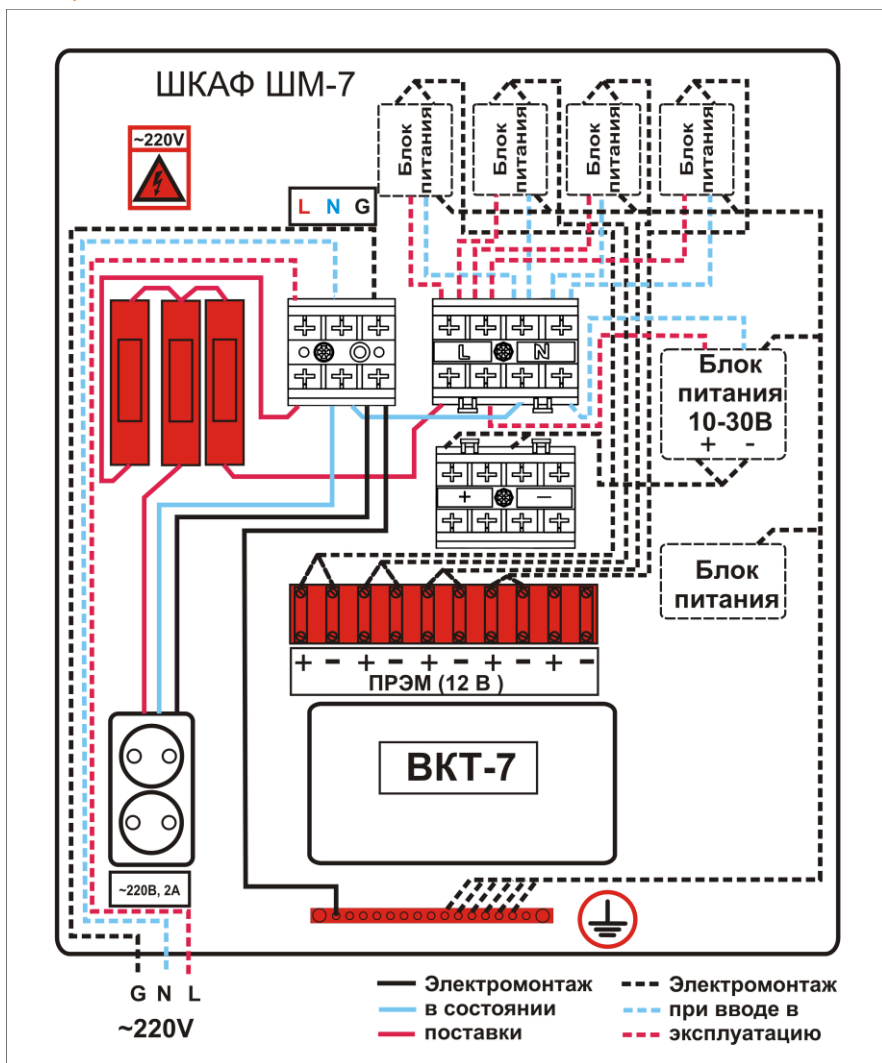 ШКАФ ШМ-7
~220V
L N G
Блок
питания
Блок
питания
Блок
питания
Блок
питания
L N
Блок
питания
10-30В
+ -
+ −
Блок
питания
+ − + − + − + − + −
ПРЭМ (12 В )
ВКТ-7
~220В, 2А
G N L
~220V
Электромонтаж
в состоянии
поставки
Электромонтаж
при вводе в
эксплуатацию